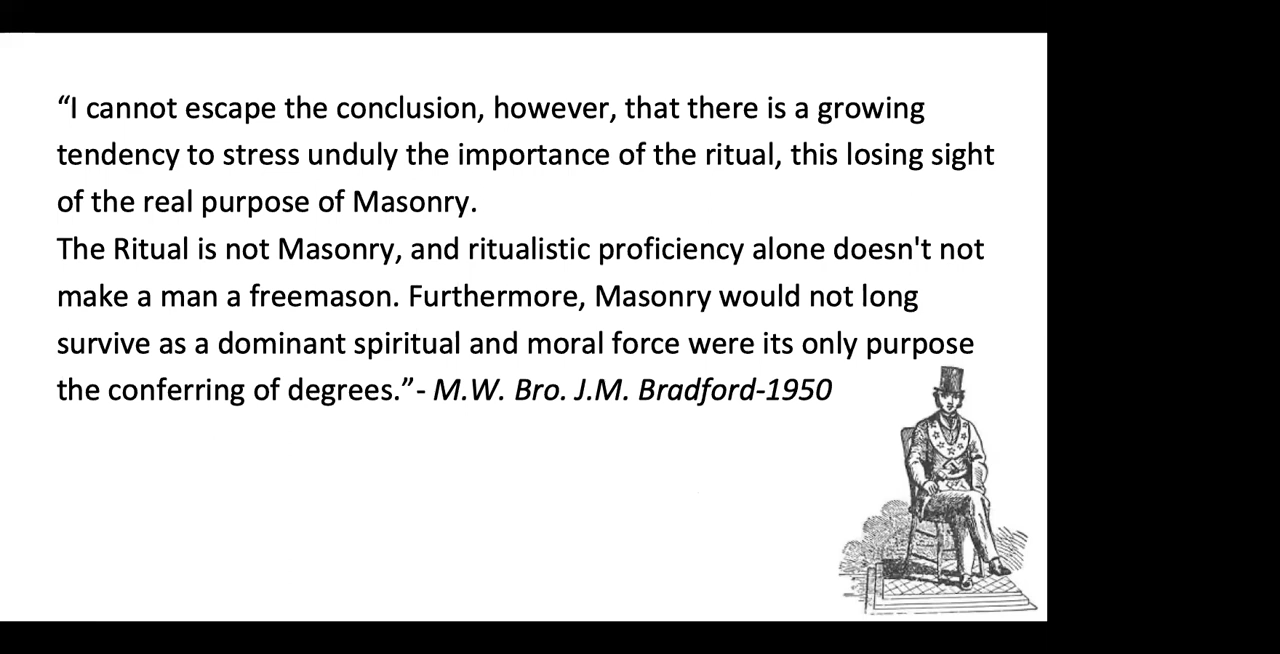 “I cannot escape the conclusion, however, that there is a growing
tendency to stress unduly the importance of the ritual, this losing sight
of the real purpose of Masonry.
The Ritual is not Masonry, and ritualistic proficiency alone doesn't not
make a man a freemason. Furthermore, Masonry would not long
survive as a dominant spiritual and moral force were its only purpose
the conferring of degrees.”- M.W. Bro. J.M. Bradford-1950